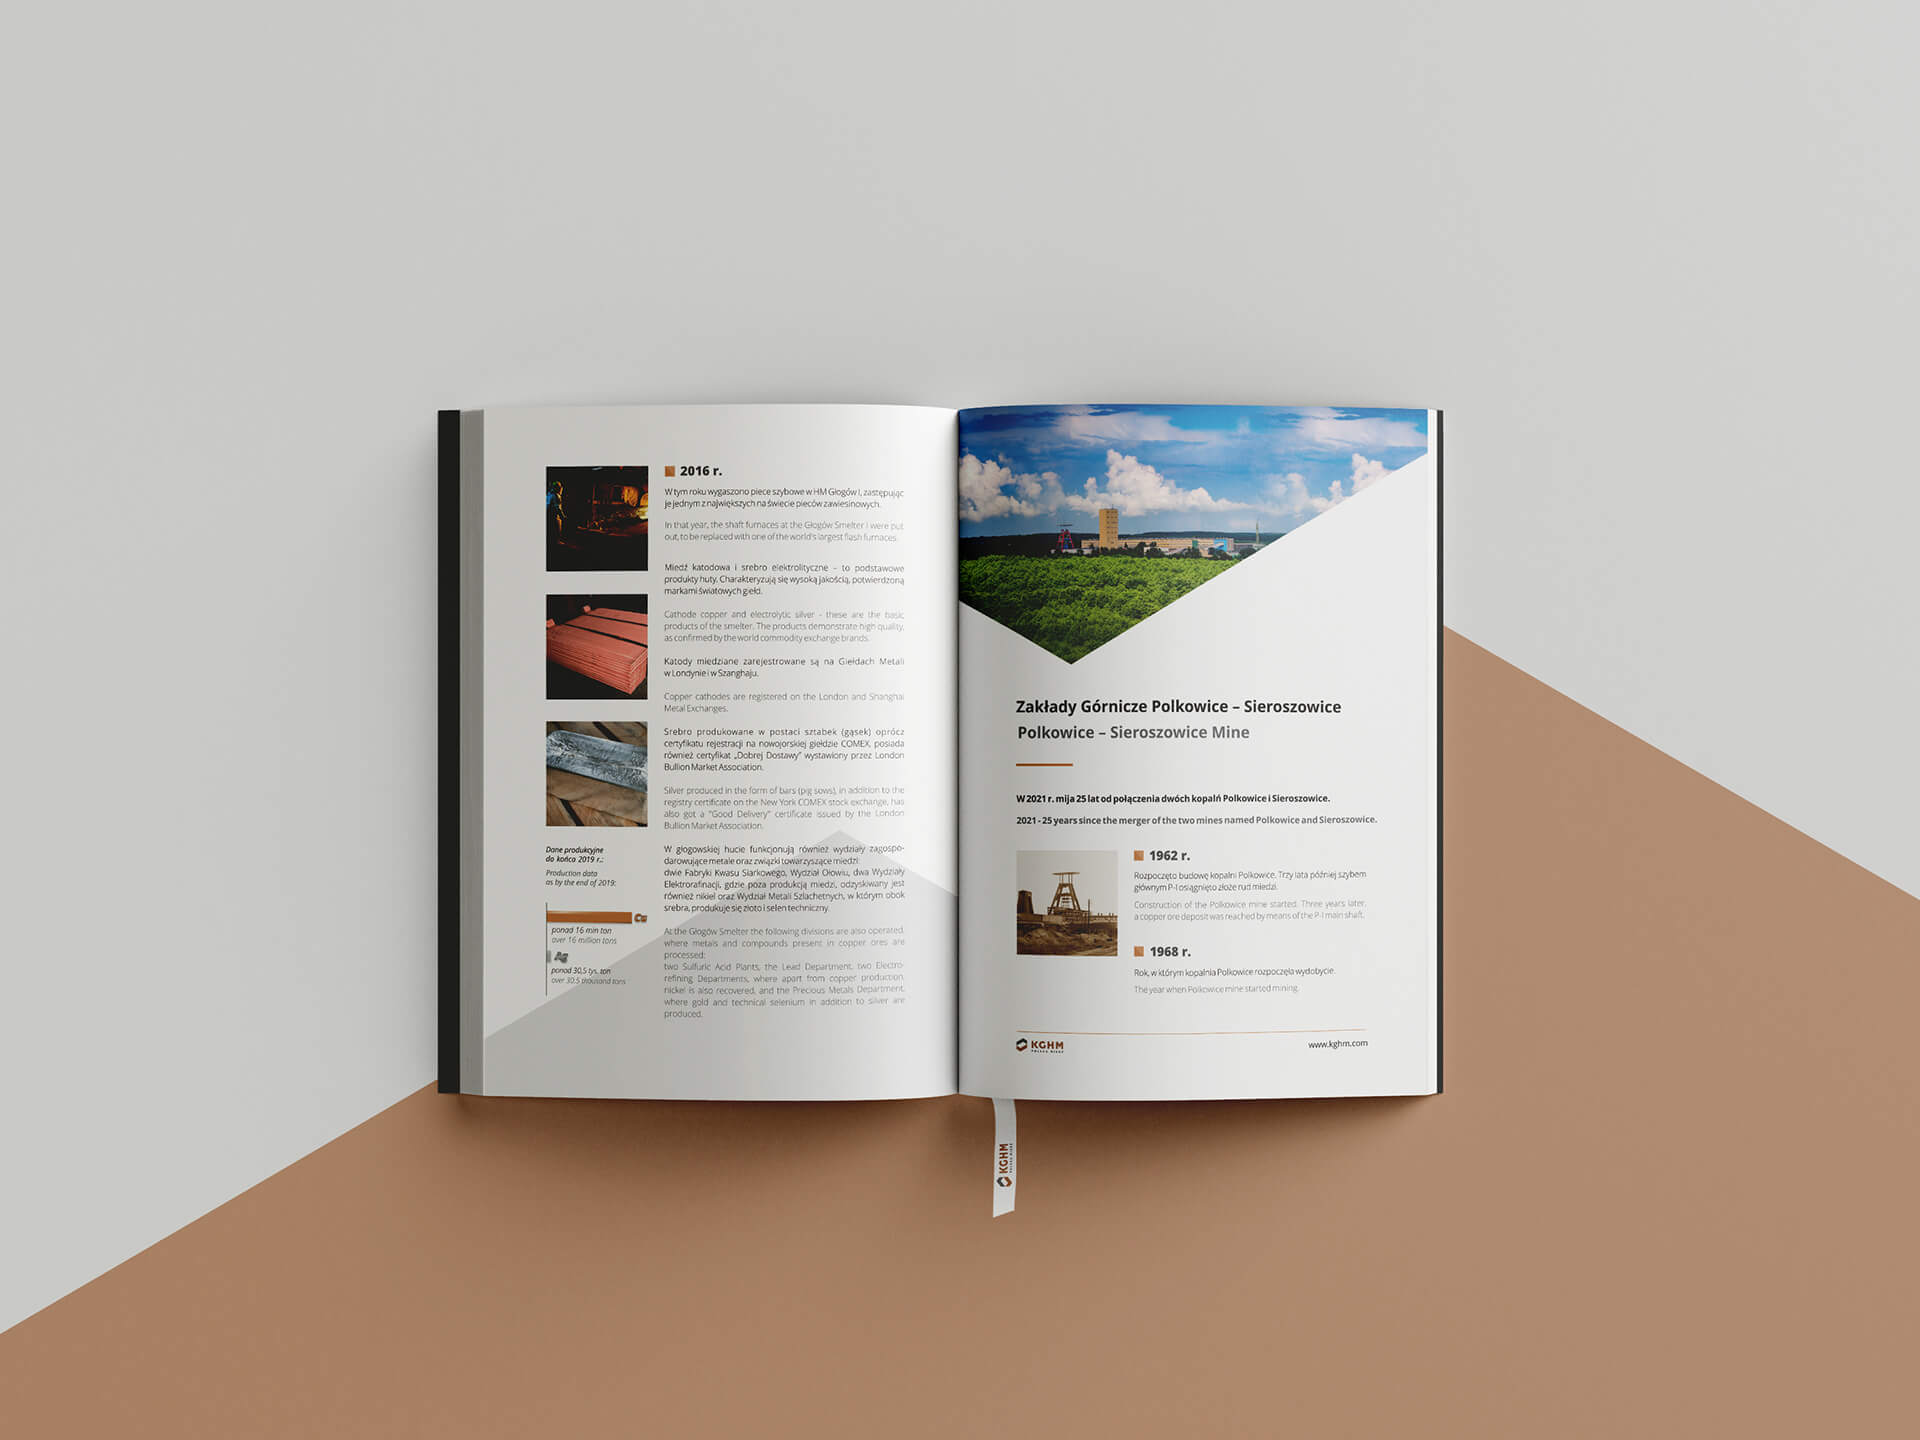 2016 r.
W tym roku wygaszono piece szybowe w HM Głogów I, zastępując
je jednym z największych na świecie pieców zawiesinowych.
In that year, the shaft furnaces at the Głogów Smelter I were put
out, to be replaced with one of the world's largest flash furnaces.
Miedź katodowa i srebro elektrolityczne – to podstawowe
produkty huty. Charakteryzują się wysoką jakością, potwierdzoną
markami światowych giełd.
Cathode copper and electrolytic silver - these are the basic
products of the smelter. The products demonstrate high quality,
as confirmed by the world commodity exchange brands.
Katody miedziane zarejestrowane są na Giełdach Metali
w Londynie i w Szanghaju.
Copper cathodes are registered on the London and Shanghai
Metal Exchanges.
Srebro produkowane w postaci sztabek (gąsek) oprócz
certyfikatu rejestracji na nowojorskiej giełdzie COMEX, posiada
również certyfikat „Dobrej Dostawy” wystawiony przez London
Bullion Market Association.
Silver produced in the form of bars (pig sows), in addition to the
registry certificate on the New York COMEX stock exchange, has
also got a "Good Delivery" certificate issued by the London
Bullion Market Association.
W głogowskiej hucie funkcjonują również wydziały zagospo-
darowujące metale oraz związki towarzyszące miedzi:
dwie Fabryki Kwasu Siarkowego, Wydział Ołowiu, dwa Wydziały
Elektrorafinacji, gdzie poza produkcją miedzi, odzyskiwany jest
również nikiel oraz Wydział Metali Szlachetnych, w którym obok
srebra, produkuje się złoto i selen techniczny.
At the Głogów Smelter the following divisions are also operated,
where metals and compounds present in copper ores are
processed:
two Sulfuric Acid Plants, the Lead Department, two Electro-
refining Departments, where apart from copper production,
nickel is also recovered, and the Precious Metals Department,
where gold and technical selenium in addition to silver are
produced.
Dane produkcyjne
do końca 2019 r.:
Production data
as by the end of 2019:
Cu
ponad 16 mln ton
over 16 million tons
Ag
ponad 30,5 tys. ton
over 30.5 thousand tons
Zakłady Górnicze Polkowice – Sieroszowice
Polkowice – Sieroszowice Mine
W 2021 r. mija 25 lat od połączenia dwóch kopalń Polkowice i Sieroszowice.
2021 - 25 years since the merger of the two mines named Polkowice and Sieroszowice.
1962 r.
Rozpoczęto budowę kopalni Polkowice. Trzy lata później szybem
głównym P-I osiągnięto złoże rud miedzi.
Construction of the Polkowice mine started. Three years later,
a copper ore deposit was reached by means of the P-I main shaft.
1968 r.
Rok, w którym kopalnia Polkowice rozpoczęła wydobycie.
The year when Polkowice mine started mining.
KGHM
POLSKA MIEDŹ
www.kghm.com
KGHM
POLSKA MIEDŹ